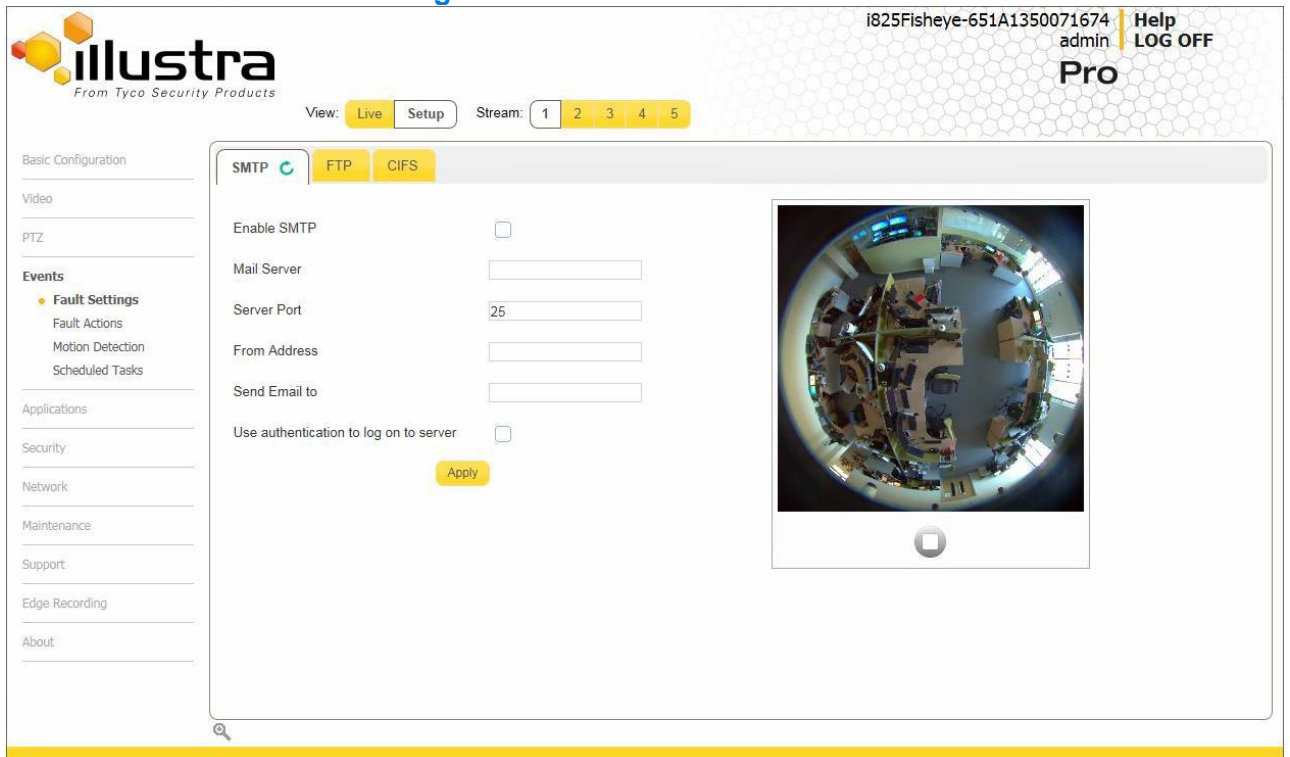 g
i825Fisheye-651A1350071674 Help
admin LOG OFF
illustra
Pro
From Tyco Security Products
View: Live Setup Stream: 1 2 3 4 5
Basic Configuration
Video
PTZ
Events
Fault Settings
Fault Actions
Motion Detection
Scheduled Tasks
Applications
Security
Network
Maintenance
Support
Edge Recording
About
SMTP FTP CIFS
Enable SMTP
Mail Server
Server Port 25
From Address
Send Email to
Use authentication to log on to server
Apply